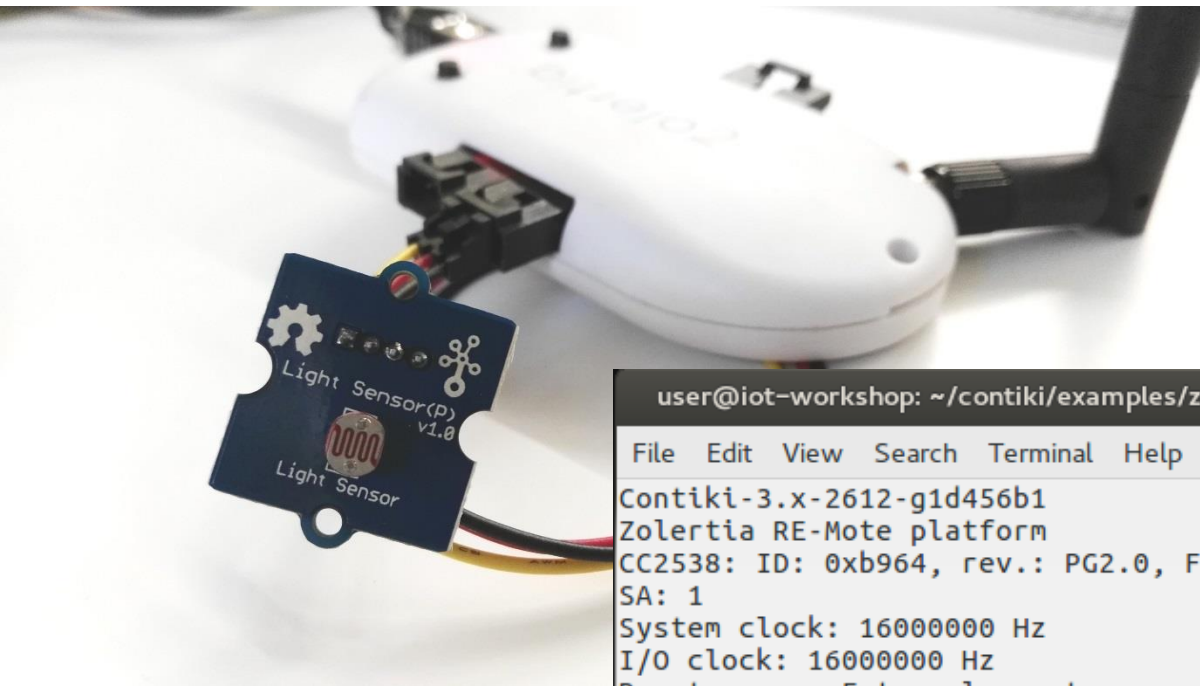 Zolertia
Light Sensor(P)
v1.0
Light Sensor
user@iot-workshop: ~/contiki/examples/z
File Edit View Search Terminal Help
Contiki-3.x-2612-g1d456b1
Zolertia RE-Mote platform
CC2538: ID: 0xb964, rev.: PG2.0, F
SA: 1
System clock: 16000000 Hz
I/O clock: 16000000 Hz